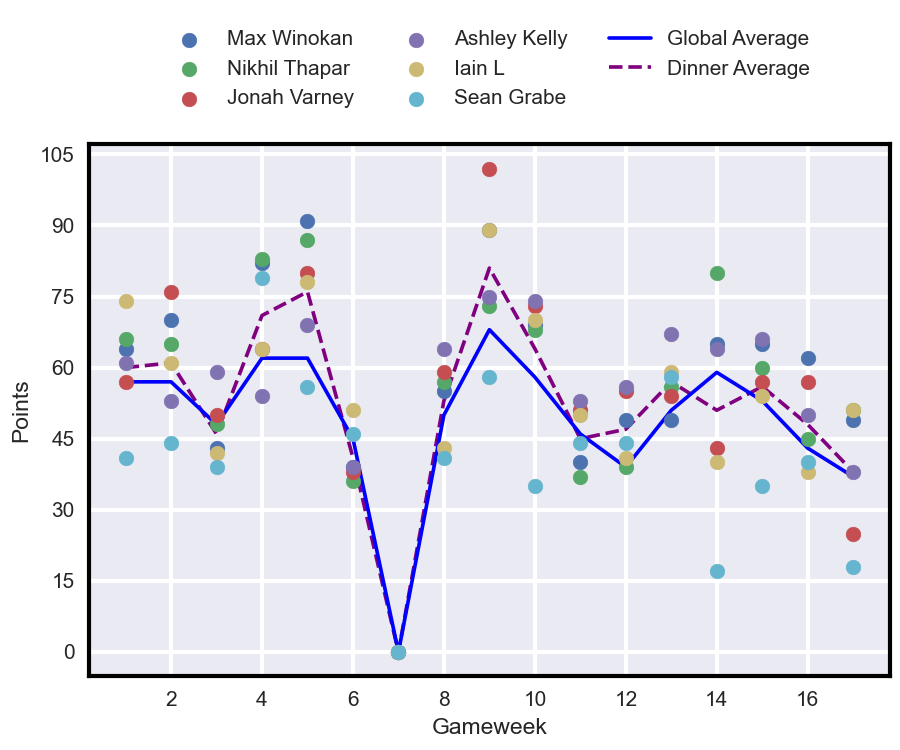 Max Winokan
Nikhil Thapar
Jonah Varney
Ashley Kelly
Iain L
Sean Grabe
Global Average
Dinner Average
105
90
75
60
45
30
15
0
Points
2 4 6 8 10 12 14 16
Gameweek